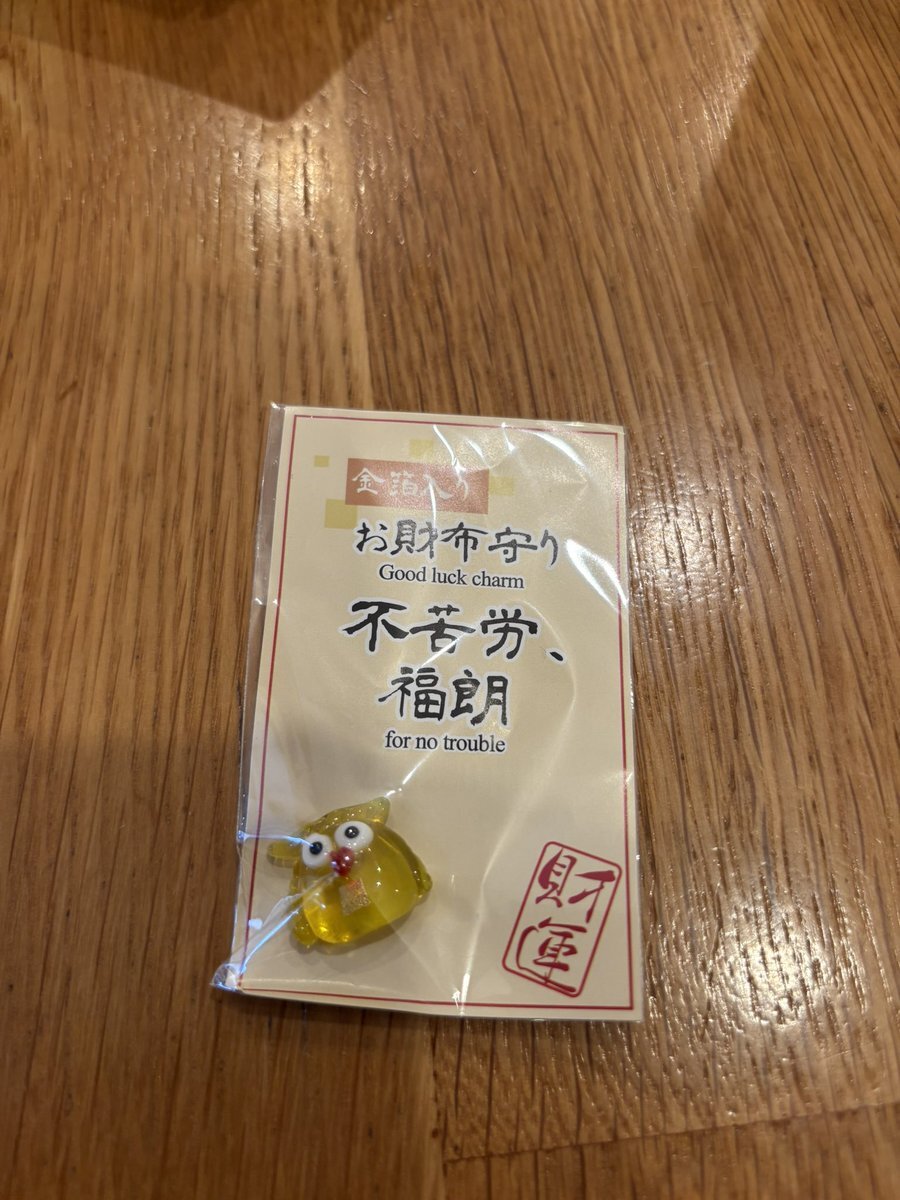 金箔入り
お財布守り
Good luck charm
不苦労、
福朗
for no trouble
財運